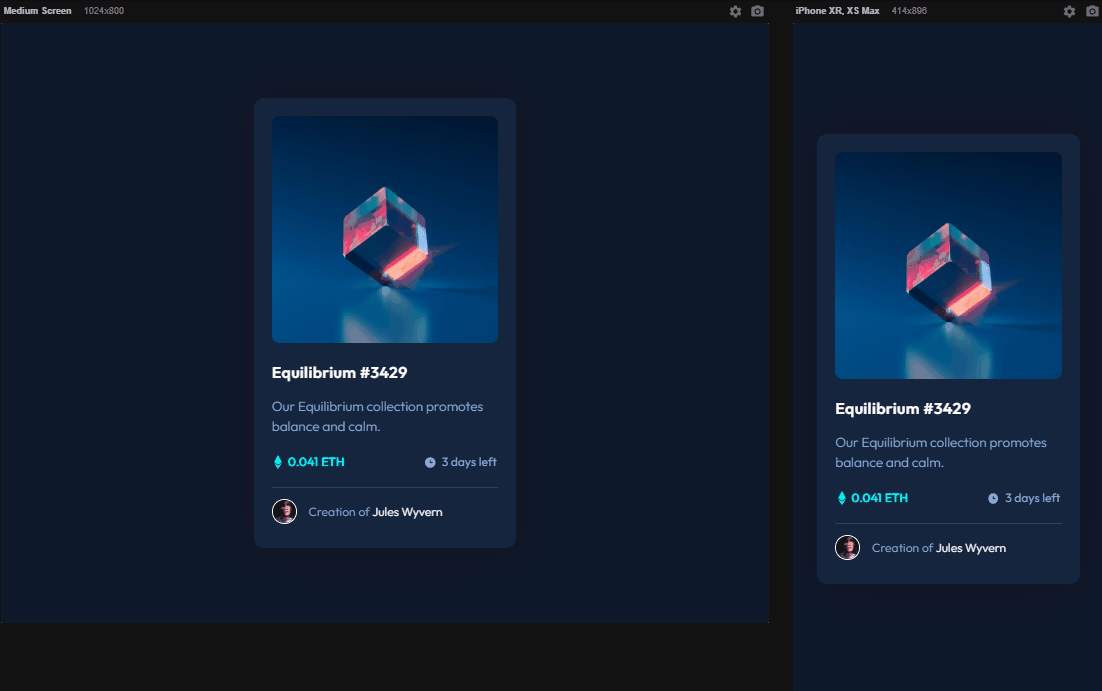 Medium Screen 1024x800
iPhone XR, XS Max 414x896
Equilibrium #3429
Our Equilibrium collection promotes
balance and calm.
0.041 ETH 3 days left
Creation of Jules Wyvern
Equilibrium #3429
Our Equilibrium collection promotes
balance and calm.
0.041 ETH 3 days left
Creation of Jules Wyvern